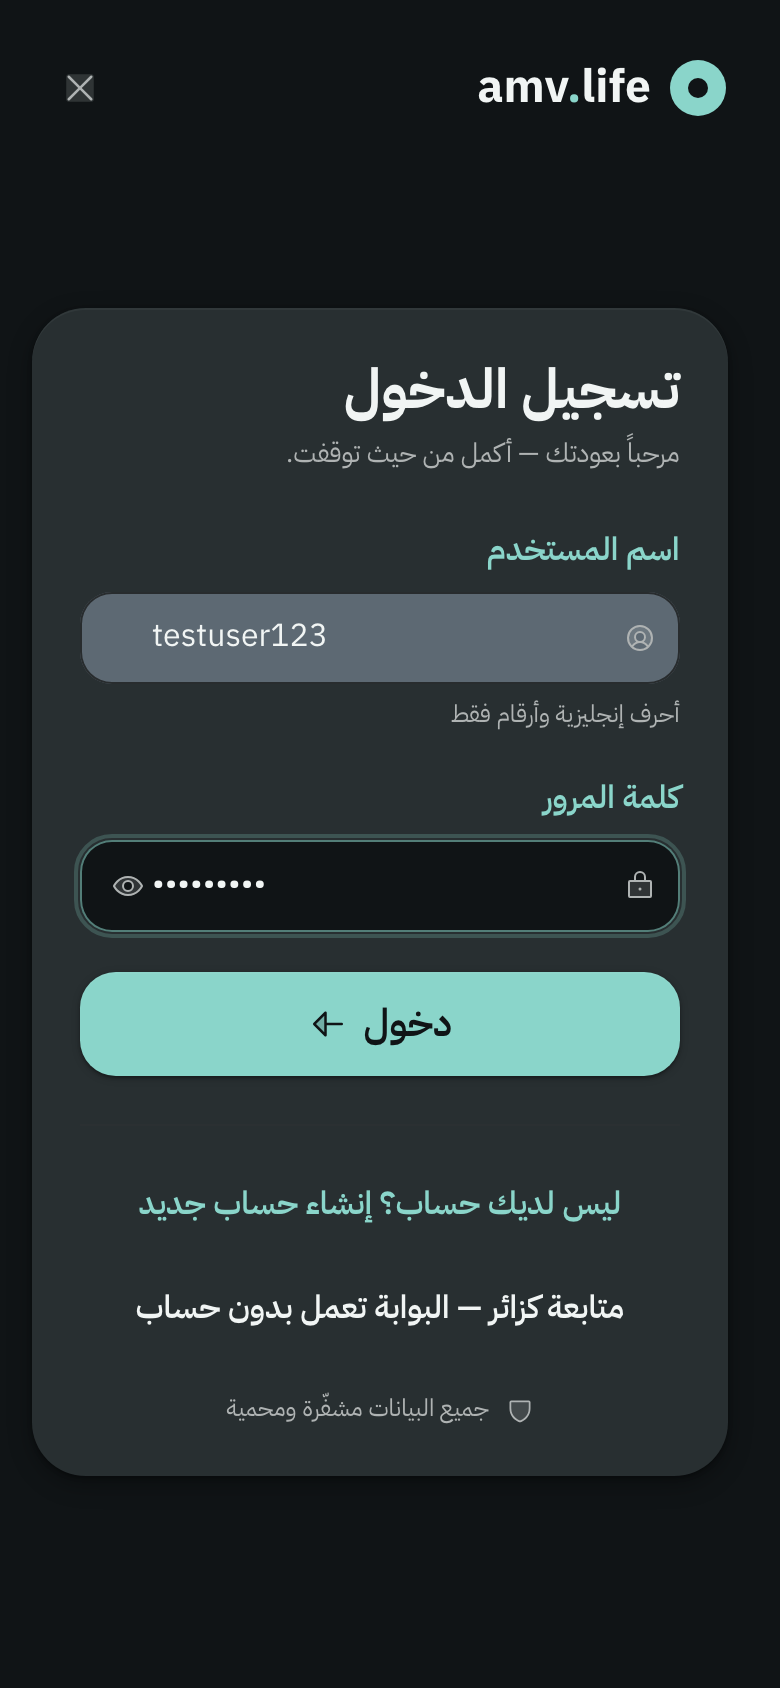 amv.life
تسجيل الدخول
مرحباً بعودتك — أكمل من حيث توقفت.
اسم المستخدم
testuser123
أحرف إنجليزية وأرقام فقط
كلمة المرور
•••••••••
دخول
ليس لديك حساب؟ إنشاء حساب جديد
متابعة كزائر — البوابة تعمل بدون حساب
جميع البيانات مشفّرة ومحمية